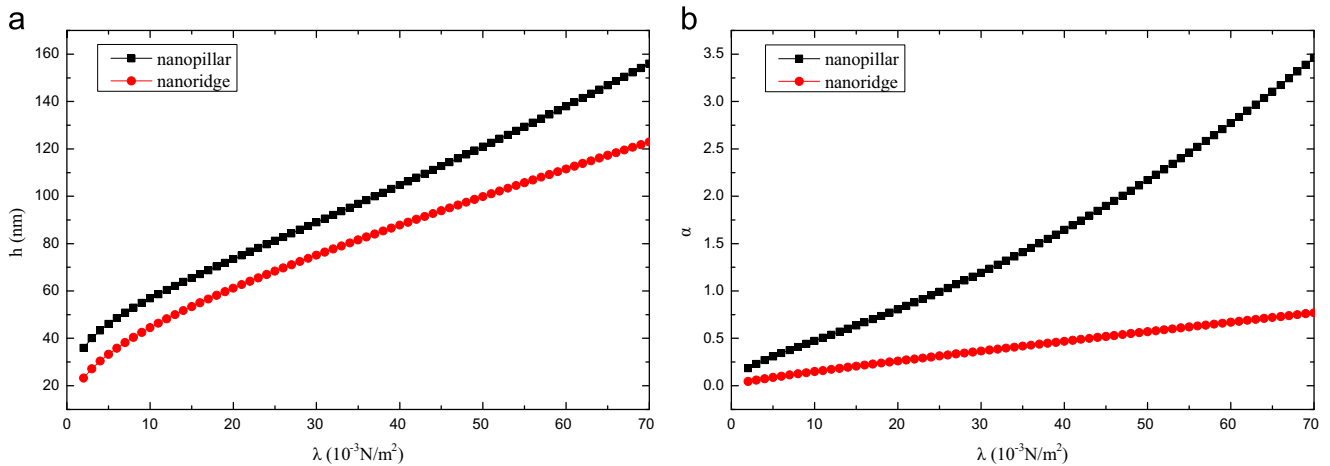 a
160
140
120
100
80
60
40
20
h (nm)
nanopillar
nanoridge
0 10 20 30 40 50 60 70
λ (10⁻³N/m²)
b
3.5
3.0
2.5
2.0
1.5
1.0
0.5
0.0
α
nanopillar
nanoridge
0 10 20 30 40 50 60 70
λ (10⁻³N/m²)